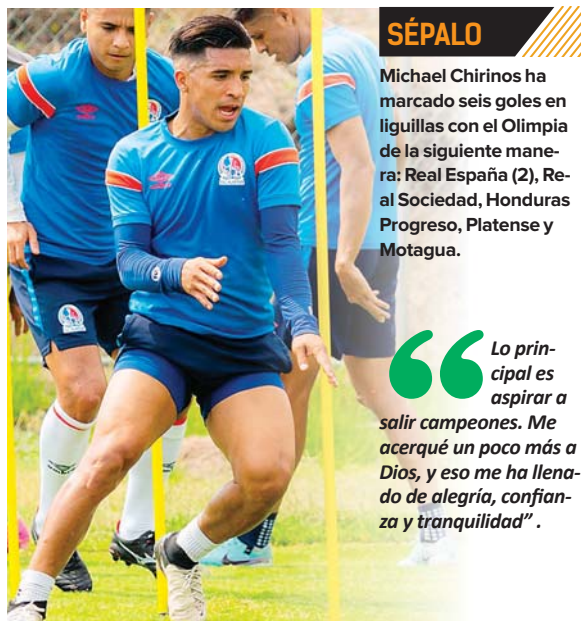 SÉPALO
Michael Chirinos ha
marcado seis goles en
liguillas con el Olimpia
de la siguiente mane-
ra: Real España (2), Re-
al Sociedad, Honduras
Progreso, Platense y
Motagua.
“Lo prin-
cipal es
aspirar a
salir campeones. Me
acerqué un poco más a
Dios, y eso me ha llena-
do de alegría, confian-
za y tranquilidad” .